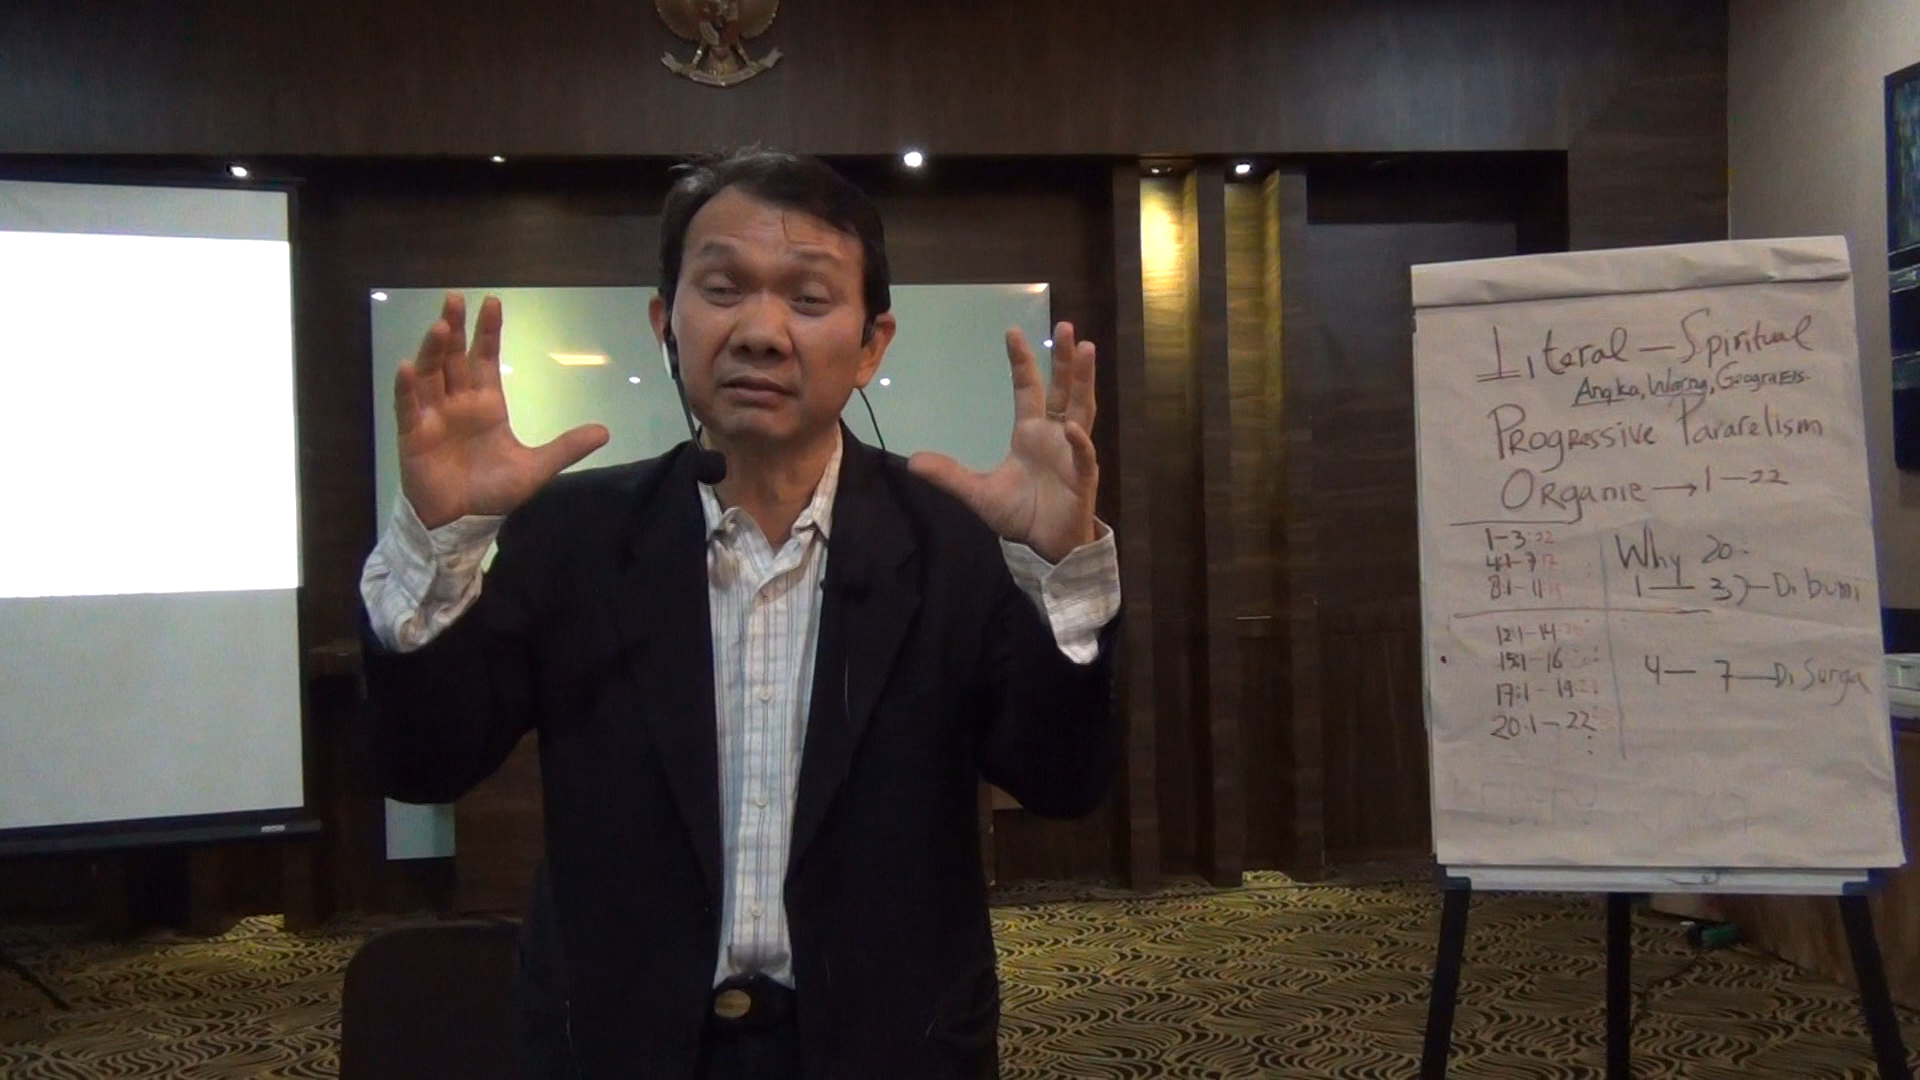 Literal — Spiritual
Angka, Warna, Geografis.
Progressive Pararelism
Organic → 1 — 22
1 – 3:22
4:1 – 7:17
8:1 – 11:
12:1 – 14:20
15:1 – 16
17:1 – 19:21
20:1 – 22:
Why 20:
1 — 3 ) — Di bumi
4 — 7 — Di Surga